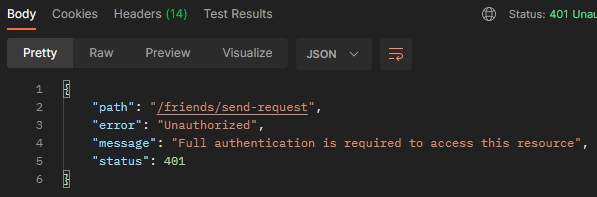 Body Cookies Headers (14) Test Results Status: 401 Unau
Pretty Raw Preview Visualize JSON
1 {
2 "path": "/friends/send-request",
3 "error": "Unauthorized",
4 "message": "Full authentication is required to access this resource",
5 "status": 401
6 }